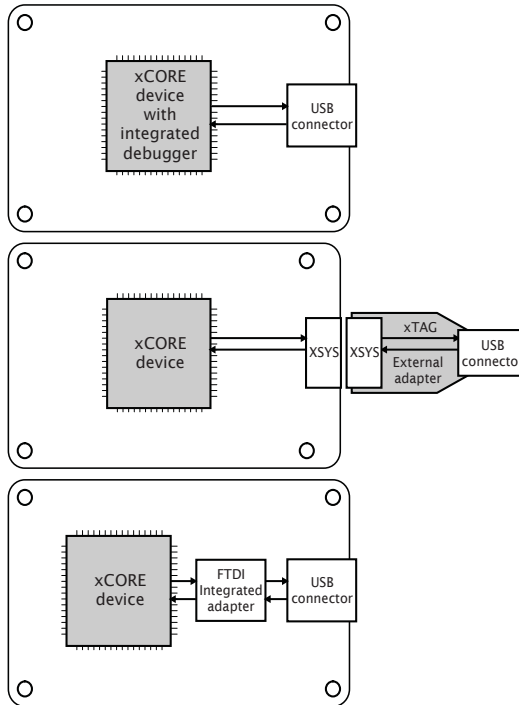 xCORE
device
with
integrated
debugger
USB
connector
xCORE
device
XSYS
XSYS
xTAG
External
adapter
USB
connector
xCORE
device
FTDI
Integrated
adapter
USB
connector